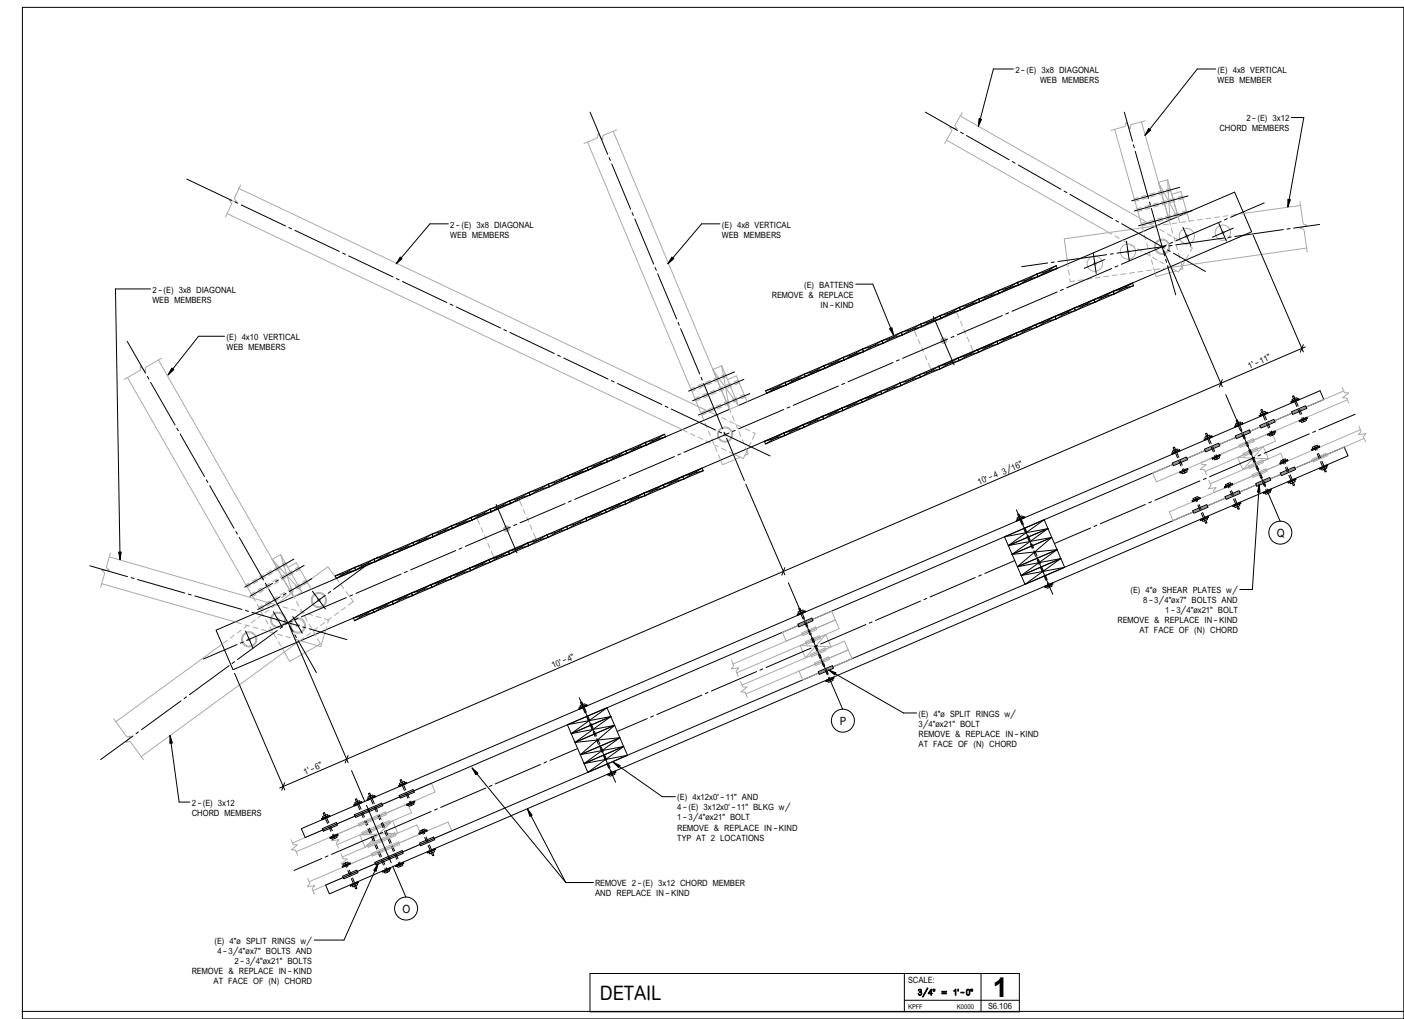 2-(E) 3x8 DIAGONAL
WEB MEMBERS
(E) 4x8 VERTICAL
WEB MEMBER
2-(E) 3x12
CHORD MEMBERS
2-(E) 3x8 DIAGONAL
WEB MEMBERS
(E) 4x8 VERTICAL
WEB MEMBERS
2-(E) 3x8 DIAGONAL
WEB MEMBERS
(E) BATTENS
REMOVE & REPLACE
IN-KIND
(E) 4x10 VERTICAL
WEB MEMBERS
1'-11"
10'-4 3/16"
Q
(E) 4"ø SHEAR PLATES w/
8-3/4"øx7" BOLTS AND
1-3/4"øx21" BOLT
REMOVE & REPLACE IN-KIND
AT FACE OF (N) CHORD
10'-4"
P
(E) 4"ø SPLIT RINGS w/
3/4"øx21" BOLT
REMOVE & REPLACE IN-KIND
AT FACE OF (N) CHORD
1'-6"
2-(E) 3x12
CHORD MEMBERS
(E) 4x12x0'-11" AND
4-(E) 3x12x0'-11" BLKG w/
1-3/4"øx21" BOLT
REMOVE & REPLACE IN-KIND
TYP AT 2 LOCATIONS
REMOVE 2-(E) 3x12 CHORD MEMBER
AND REPLACE IN-KIND
O
(E) 4"ø SPLIT RINGS w/
4-3/4"øx7" BOLTS AND
2-3/4"øx21" BOLTS
REMOVE & REPLACE IN-KIND
AT FACE OF (N) CHORD
DETAIL
SCALE:
3/4" = 1'-0"
KPFF K0000
1
S6.106